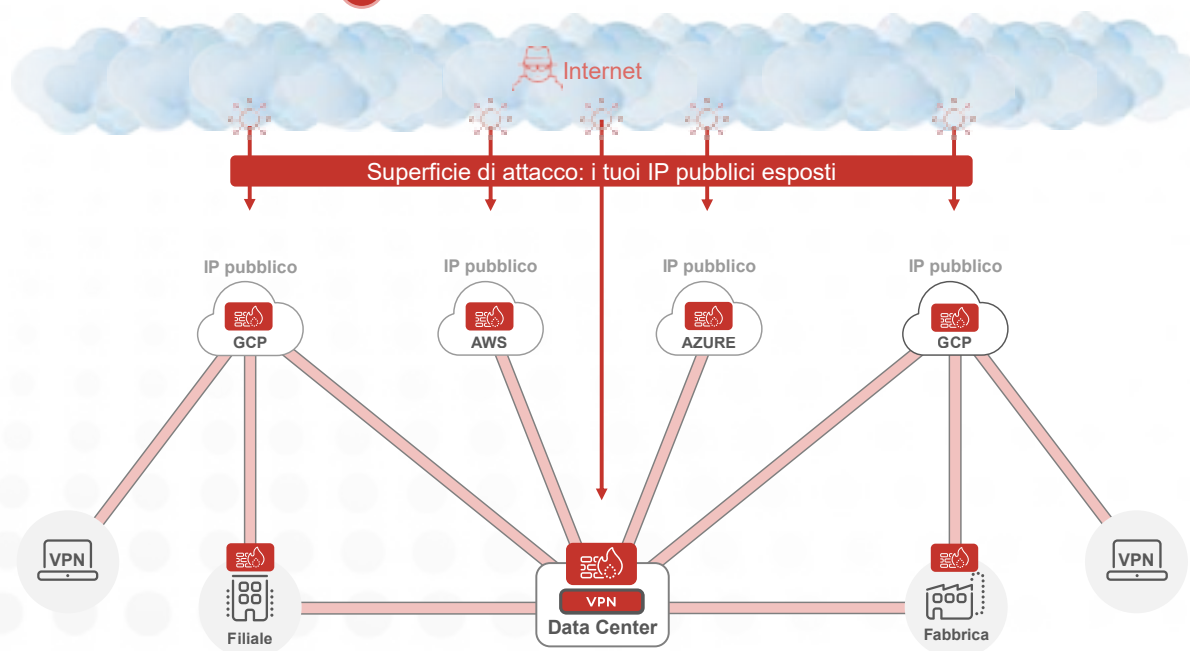 Internet
Superficie di attacco: i tuoi IP pubblici esposti
IP pubblico
IP pubblico
IP pubblico
IP pubblico
GCP
AWS
AZURE
GCP
VPN
VPN
VPN
Filiale
Data Center
Fabbrica